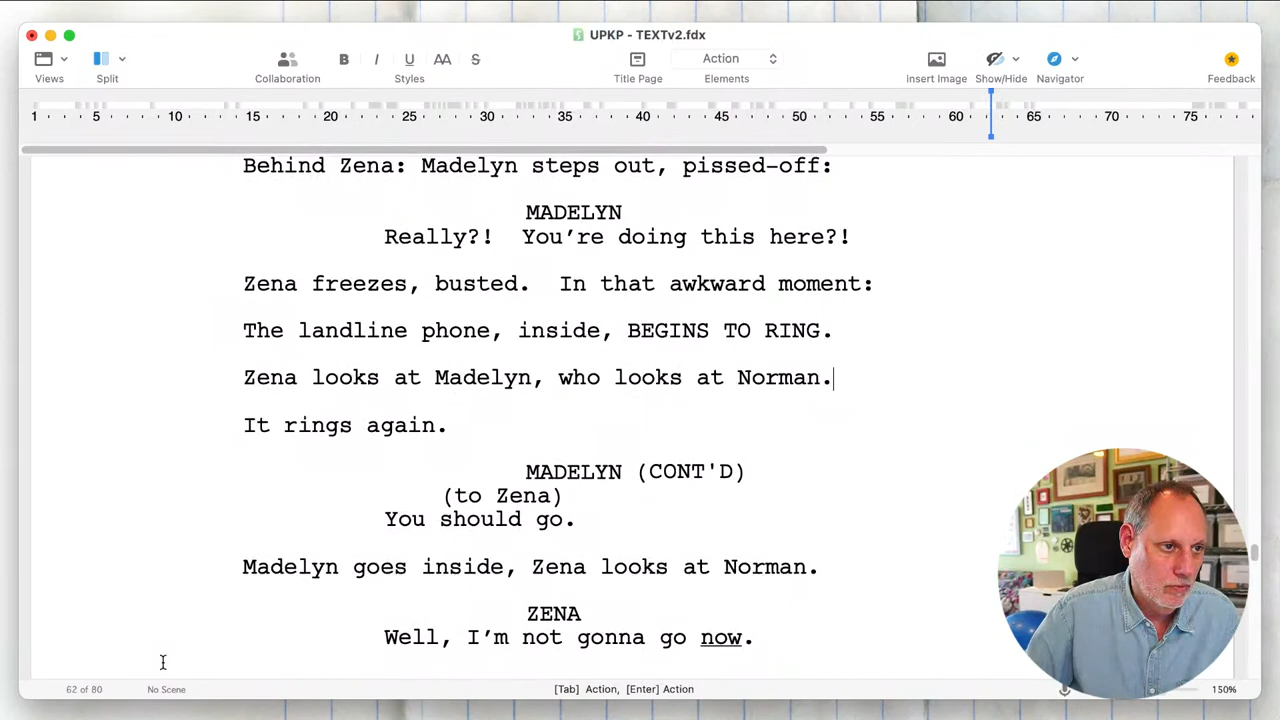 UPKP - TEXTv2.fdx
Views
Split
Collaboration
B I U AA S
Styles
Title Page
Action
Elements
Insert Image
Show/Hide
Navigator
Feedback
1 5 10 15 20 25 30 35 40 45 50 55 60 65 70 75
Behind Zena: Madelyn steps out, pissed-off:
MADELYN
Really?!  You’re doing this here?!
Zena freezes, busted.  In that awkward moment:
The landline phone, inside, BEGINS TO RING.
Zena looks at Madelyn, who looks at Norman.
It rings again.
MADELYN (CONT'D)
(to Zena)
You should go.
Madelyn goes inside, Zena looks at Norman.
ZENA
Well, I’m not gonna go now.
62 of 80
No Scene
[Tab] Action, [Enter] Action
150%